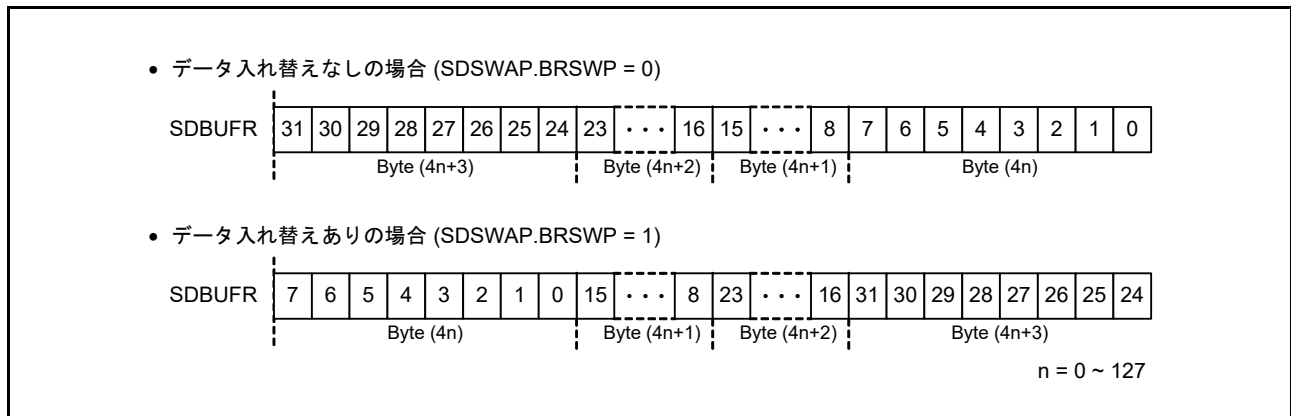 • データ入れ替えなしの場合 (SDSWAP.BRSWP = 0)
SDBUFR 31 30 29 28 27 26 25 24 23 ・・・ 16 15 ・・・ 8 7 6 5 4 3 2 1 0
Byte (4n+3) Byte (4n+2) Byte (4n+1) Byte (4n)
• データ入れ替えありの場合 (SDSWAP.BRSWP = 1)
SDBUFR 7 6 5 4 3 2 1 0 15 ・・・ 8 23 ・・・ 16 31 30 29 28 27 26 25 24
Byte (4n) Byte (4n+1) Byte (4n+2) Byte (4n+3)
n = 0 ~ 127